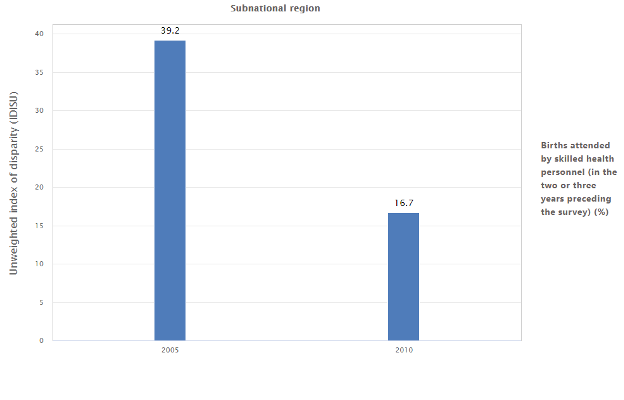 Subnational region
Unweighted index of disparity (IDISU)
40
35
30
25
20
15
10
5
0
39.2
16.7
2005
2010
Births attended
by skilled health
personnel (in the
two or three
years preceding
the survey) (%)